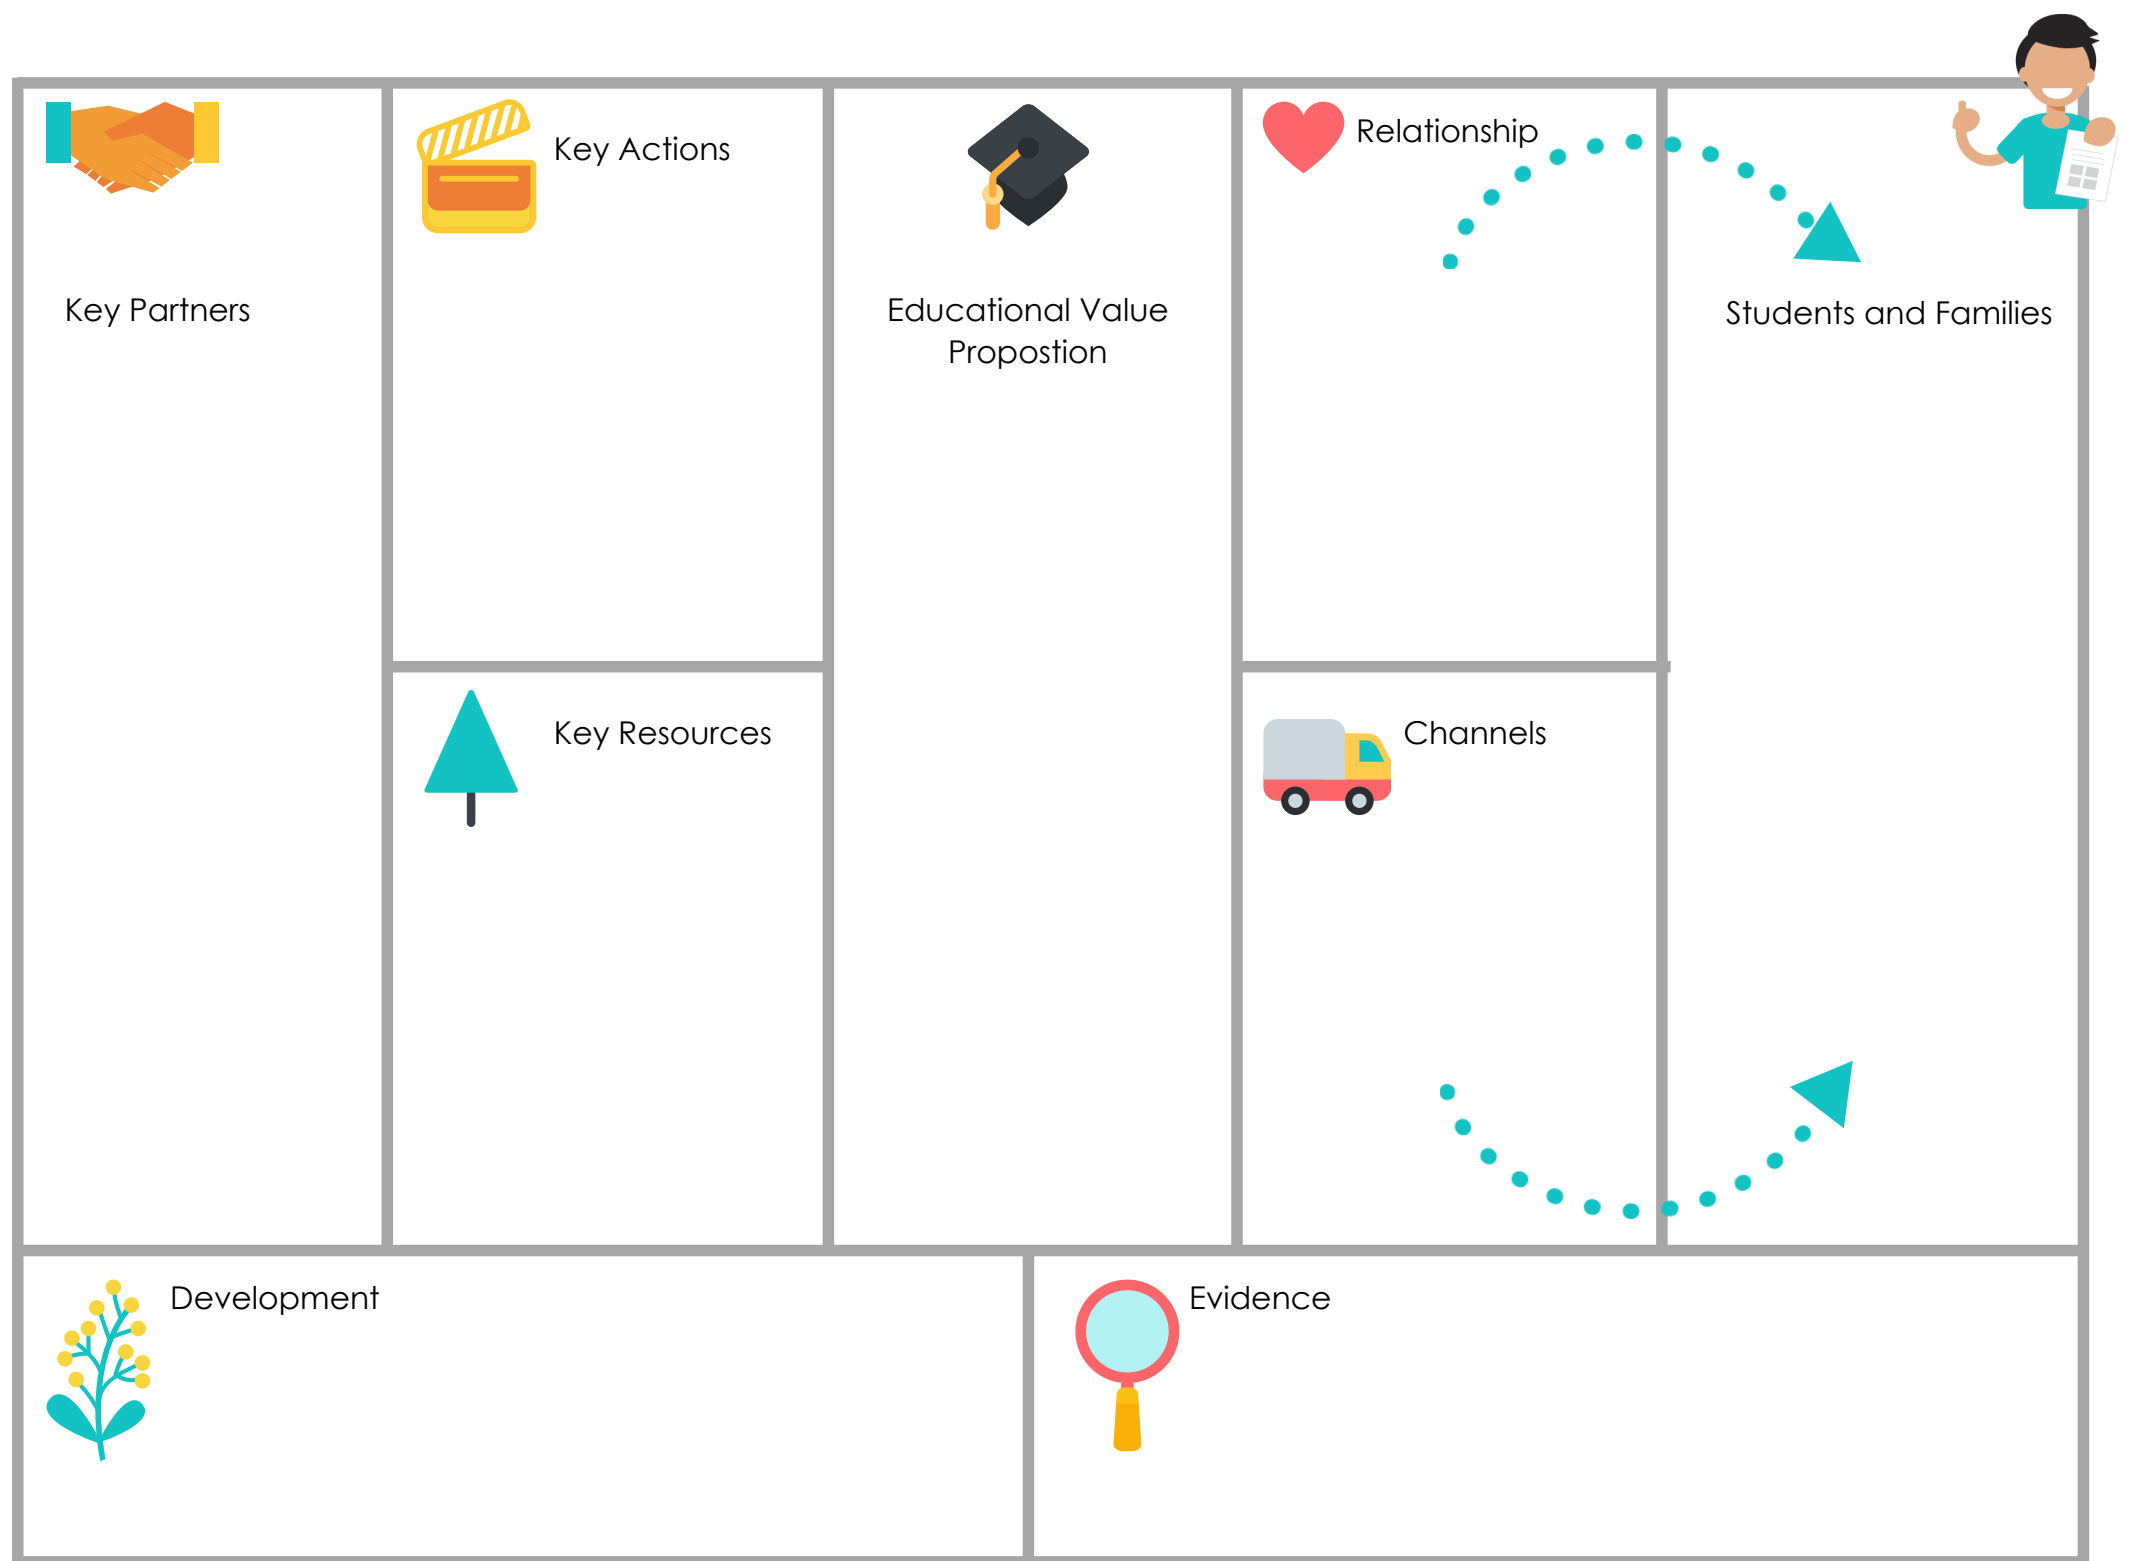 Key Partners
Key Actions
Key Resources
Educational Value
Propostion
Relationship
Channels
Students and Families
Development
Evidence